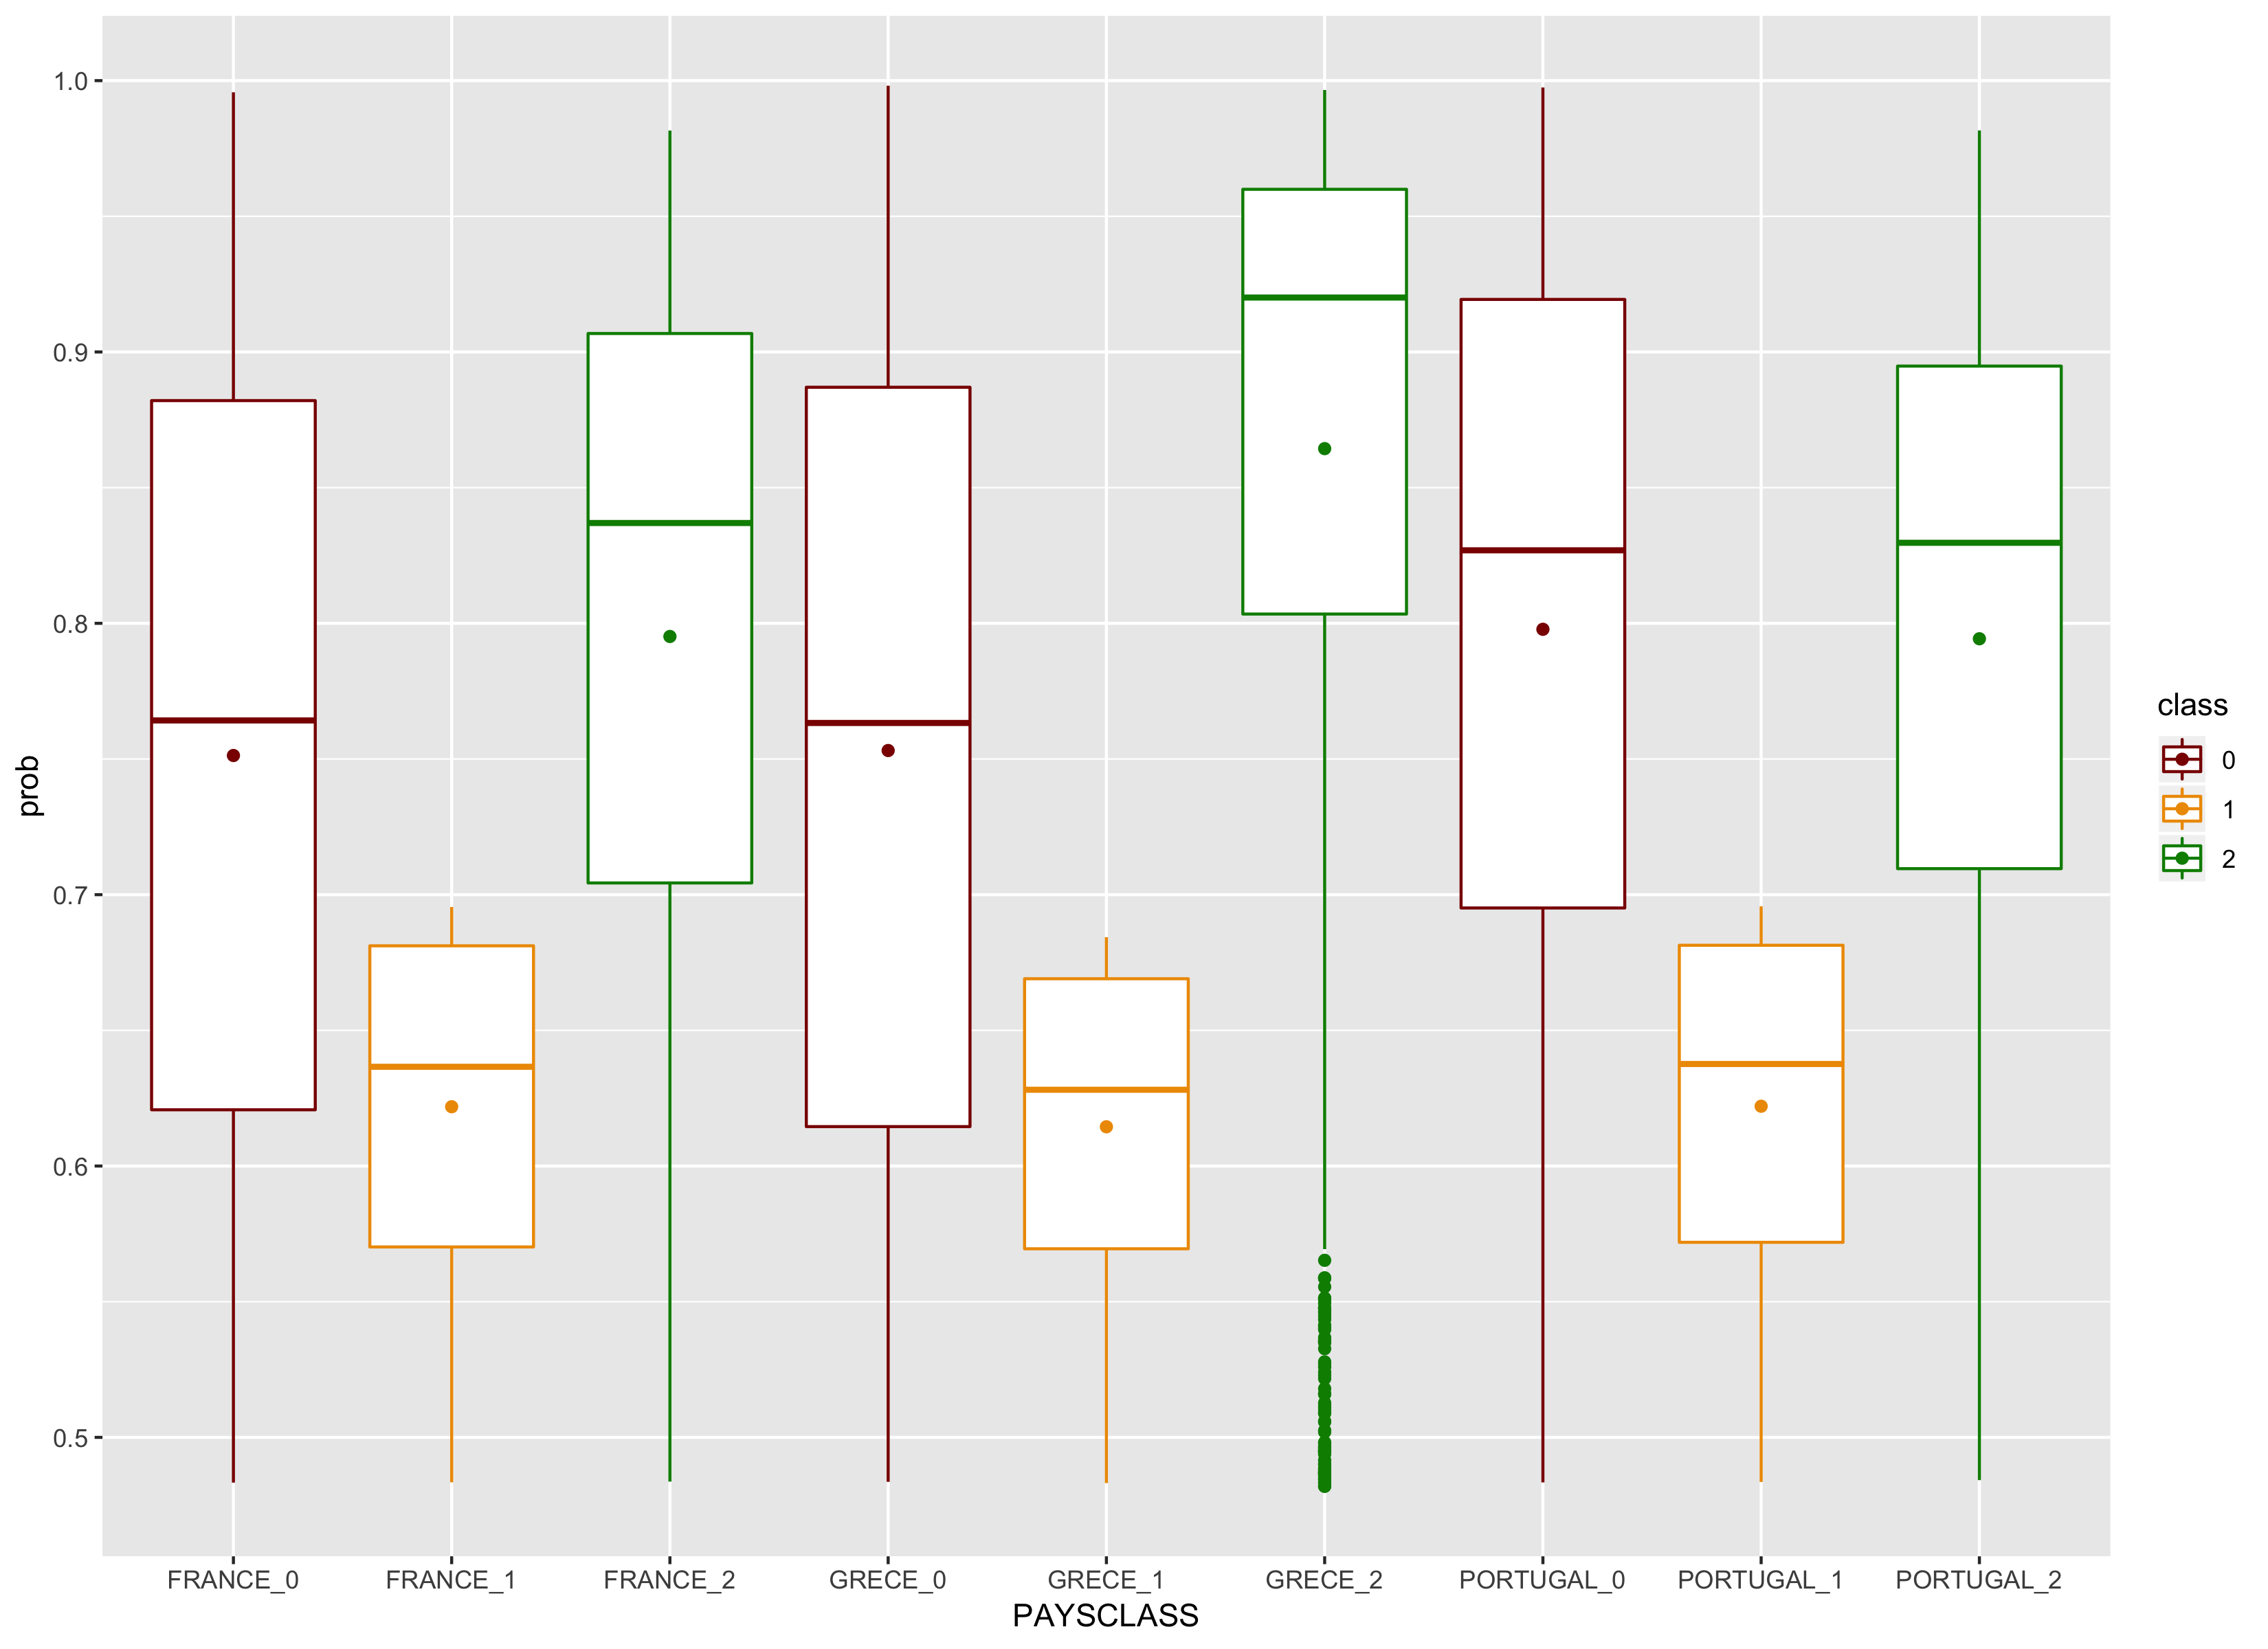 1.0
0.9
0.8
0.7
0.6
0.5
prob
FRANCE_0 FRANCE_1 FRANCE_2 GRECE_0 GRECE_1 GRECE_2 PORTUGAL_0 PORTUGAL_1 PORTUGAL_2
PAYSCLASS
class
0
1
2